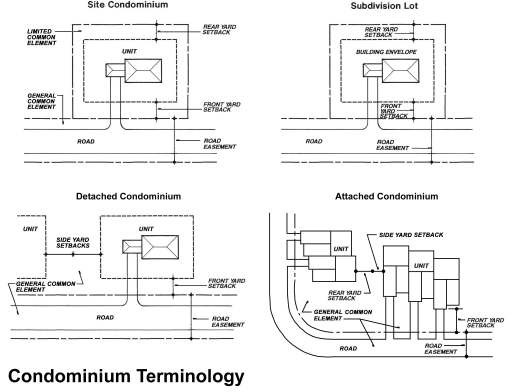 Site Condominium
LIMITED
COMMON
ELEMENT
REAR YARD
SETBACK
UNIT
GENERAL
COMMON
ELEMENT
FRONT YARD
SETBACK
ROAD
ROAD
EASEMENT
Subdivision Lot
REAR YARD
SETBACK
BUILDING ENVELOPE
FRONT
YARD
SETBACK
ROAD
ROAD
EASEMENT
Detached Condominium
UNIT
UNIT
SIDE YARD
SETBACKS
GENERAL COMMON
ELEMENT
FRONT YARD
SETBACK
ROAD
ROAD
EASEMENT
Attached Condominium
SIDE YARD SETBACK
UNIT
UNIT
REAR YARD
SETBACK
GENERAL COMMON
ELEMENT
FRONT YARD
SETBACK
ROAD
ROAD
EASEMENT
Condominium Terminology